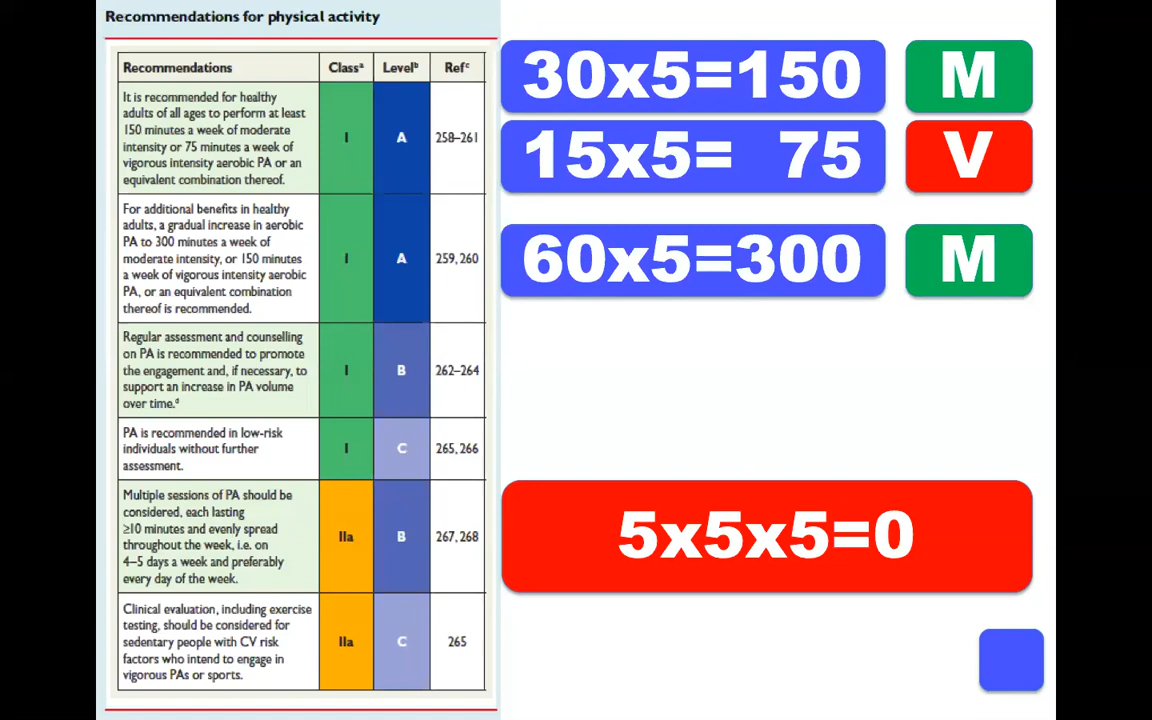 Recommendations for physical activity
Recommendations Classᵃ Levelᵇ Refᶜ
It is recommended for healthy
adults of all ages to perform at least
150 minutes a week of moderate
intensity or 75 minutes a week of
vigorous intensity aerobic PA or an
equivalent combination thereof.
I A 258–261
For additional benefits in healthy
adults, a gradual increase in aerobic
PA to 300 minutes a week of
moderate intensity, or 150 minutes
a week of vigorous intensity aerobic
PA, or an equivalent combination
thereof is recommended.
I A 259, 260
Regular assessment and counselling
on PA is recommended to promote
the engagement and, if necessary, to
support an increase in PA volume
over time.ᵈ
I B 262–264
PA is recommended in low-risk
individuals without further
assessment.
I C 265, 266
Multiple sessions of PA should be
considered, each lasting
≥10 minutes and evenly spread
throughout the week, i.e. on
4–5 days a week and preferably
every day of the week.
IIa B 267, 268
Clinical evaluation, including exercise
testing, should be considered for
sedentary people with CV risk
factors who intend to engage in
vigorous PAs or sports.
IIa C 265
30x5=150 M
15x5= 75 V
60x5=300 M
5x5x5=0